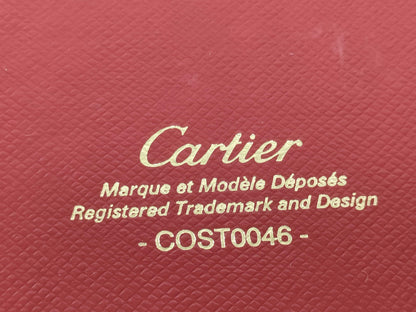 Cartier
Marque et Modèle Déposés
Registered Trademark and Design
- COST0046 -